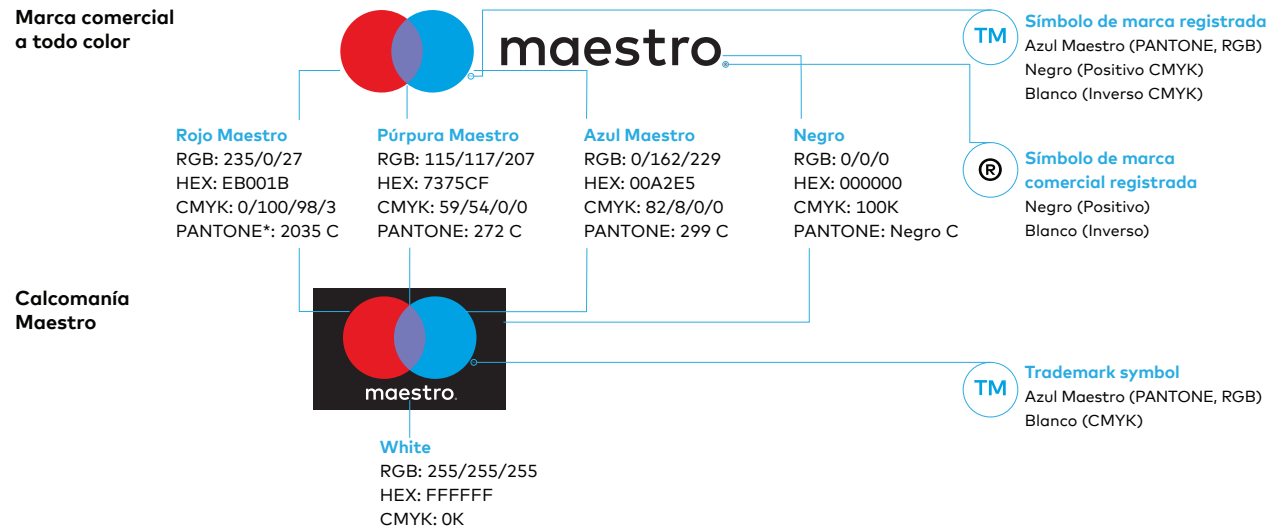 Marca comercial
a todo color
maestro®
TM
Símbolo de marca registrada
Azul Maestro (PANTONE, RGB)
Negro (Positivo CMYK)
Blanco (Inverso CMYK)
Rojo Maestro
RGB: 235/0/27
HEX: EB001B
CMYK: 0/100/98/3
PANTONE*: 2035 C
Púrpura Maestro
RGB: 115/117/207
HEX: 7375CF
CMYK: 59/54/0/0
PANTONE: 272 C
Azul Maestro
RGB: 0/162/229
HEX: 00A2E5
CMYK: 82/8/0/0
PANTONE: 299 C
Negro
RGB: 0/0/0
HEX: 000000
CMYK: 100K
PANTONE: Negro C
®
Símbolo de marca
comercial registrada
Negro (Positivo)
Blanco (Inverso)
Calcomanía
Maestro
maestro
TM
Trademark symbol
Azul Maestro (PANTONE, RGB)
Blanco (CMYK)
White
RGB: 255/255/255
HEX: FFFFFF
CMYK: 0K